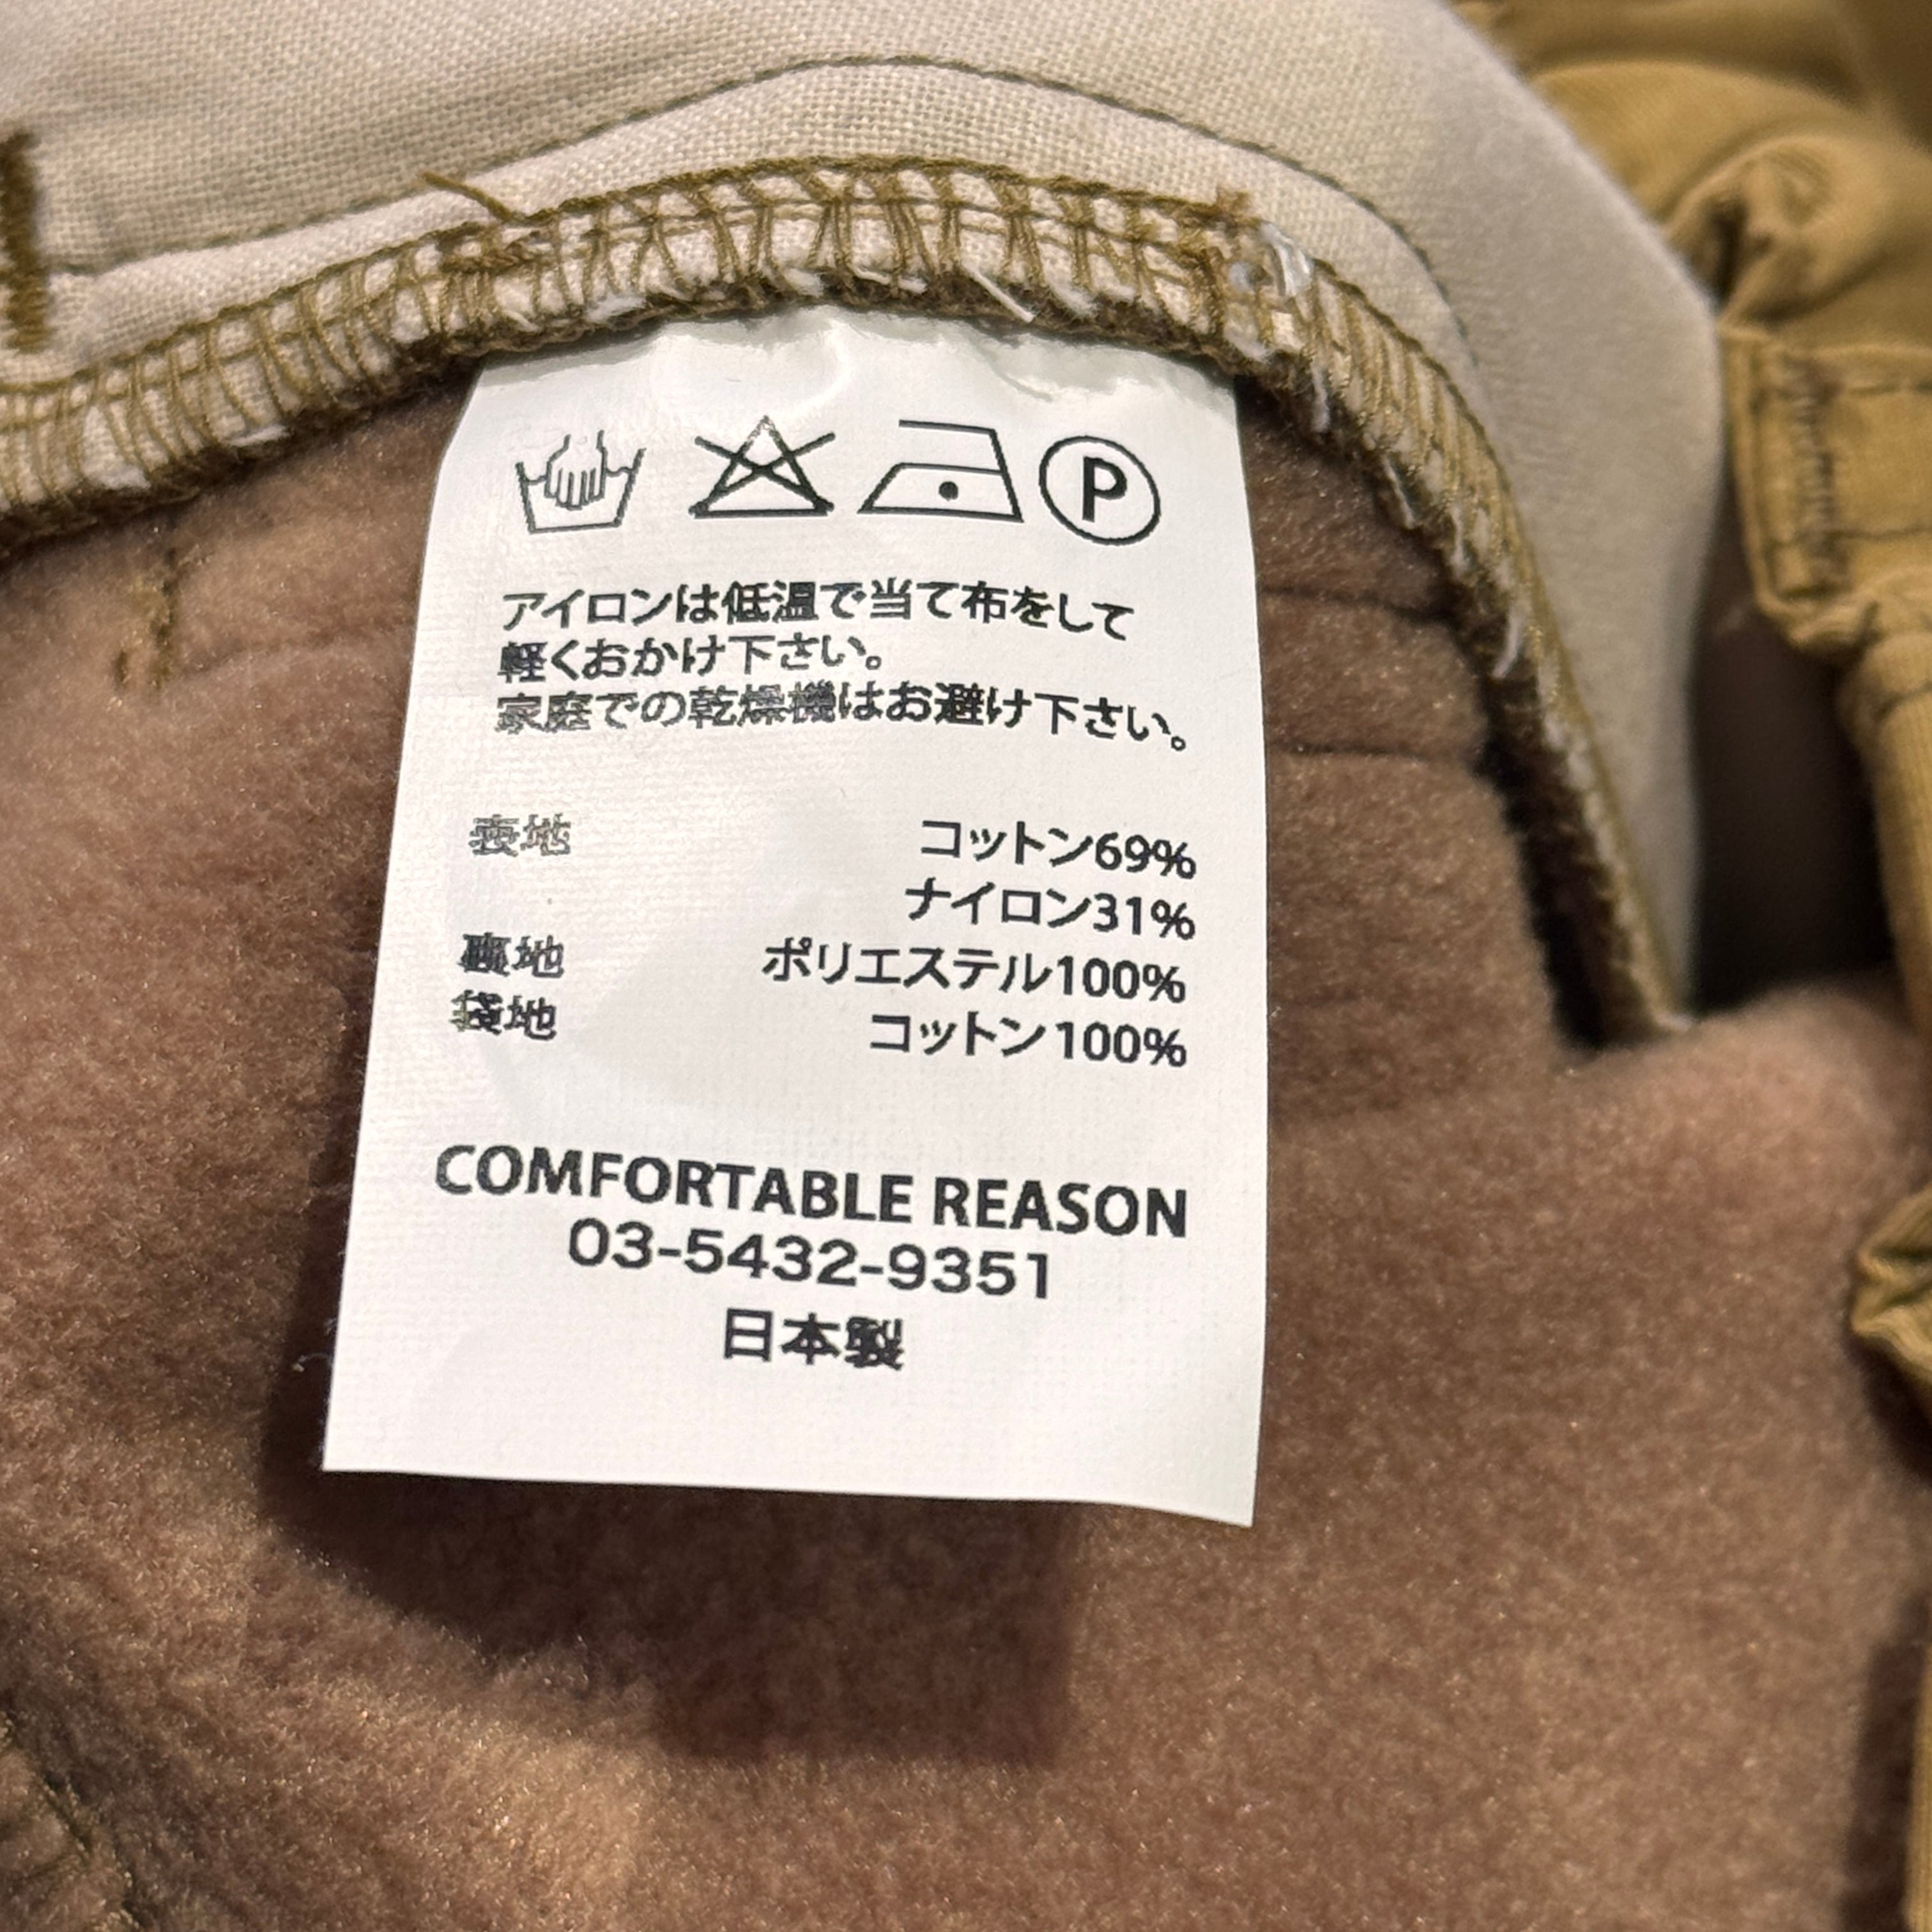 P
アイロンは低温で当て布をして
軽くおかけ下さい。
家庭での乾燥機はお避け下さい。
表地 コットン69%
ナイロン31%
裏地 ポリエステル100%
袋地 コットン100%
COMFORTABLE REASON
03-5432-9351
日本製